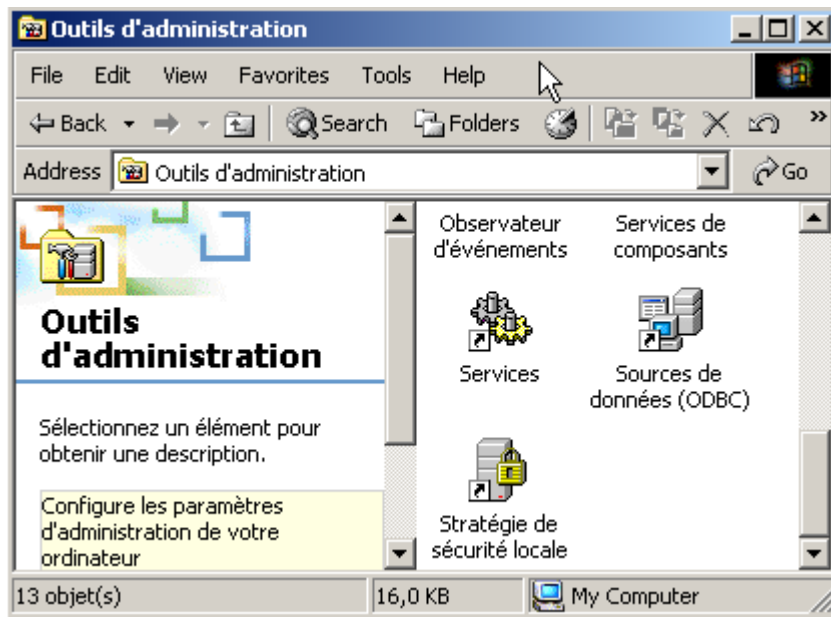 Outils d'administration
File Edit View Favorites Tools Help
Back Search Folders »
Address Outils d'administration Go
Outils
d'administration
Sélectionnez un élément pour
obtenir une description.
Configure les paramètres
d'administration de votre
ordinateur
Observateur
d'événements
Services de
composants
Services
Sources de
données (ODBC)
Stratégie de
sécurité locale
13 objet(s) 16,0 KB My Computer